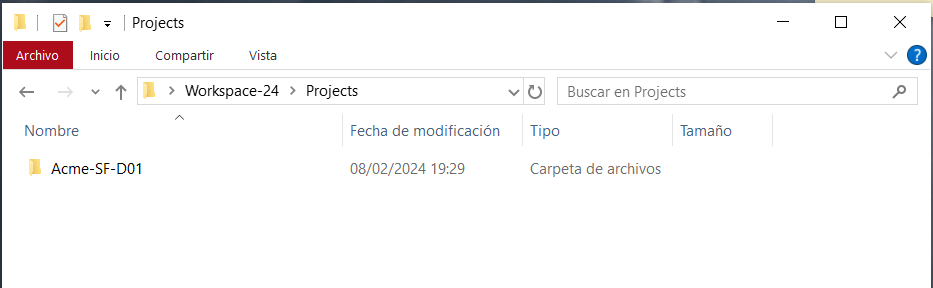 Projects
Archivo Inicio Compartir Vista
Workspace-24 Projects Buscar en Projects
Nombre Fecha de modificación Tipo Tamaño
Acme-SF-D01 08/02/2024 19:29 Carpeta de archivos